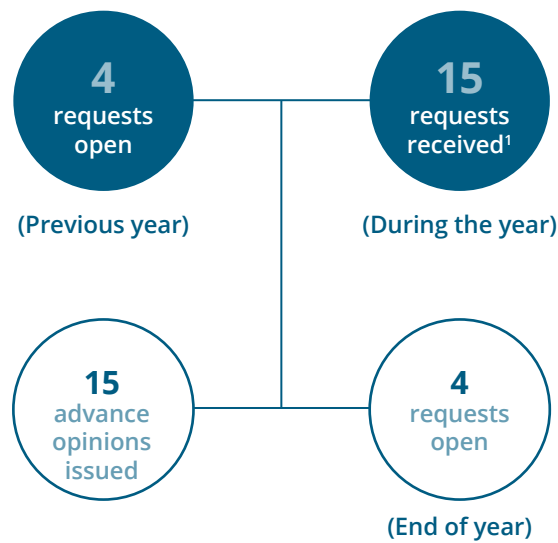 4
requests
open
(Previous year)
15
requests
received¹
(During the year)
15
advance
opinions
issued
4
requests
open
(End of year)